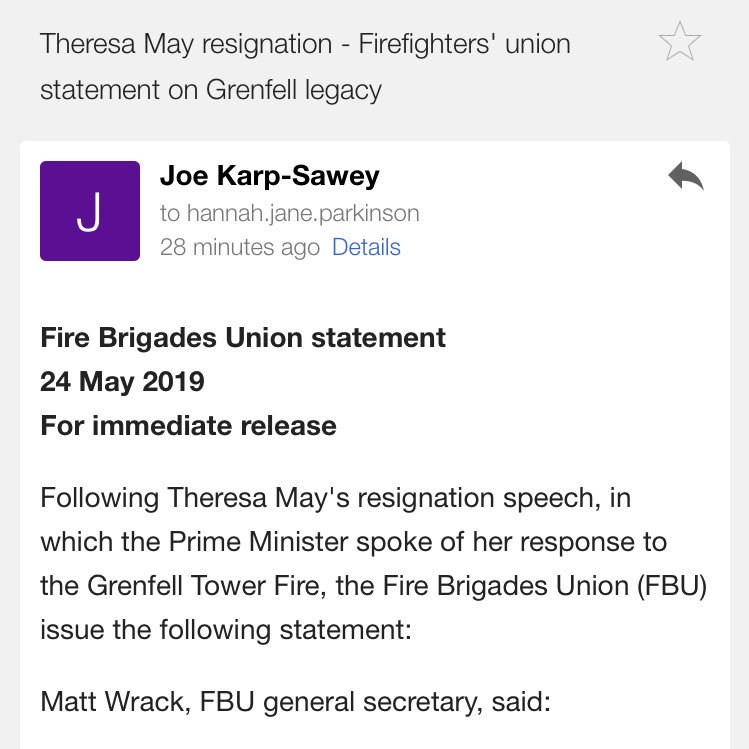 Theresa May resignation - Firefighters' union
statement on Grenfell legacy
J
Joe Karp-Sawey
to hannah.jane.parkinson
28 minutes ago Details
Fire Brigades Union statement
24 May 2019
For immediate release
Following Theresa May's resignation speech, in
which the Prime Minister spoke of her response to
the Grenfell Tower Fire, the Fire Brigades Union (FBU)
issue the following statement:
Matt Wrack, FBU general secretary, said: